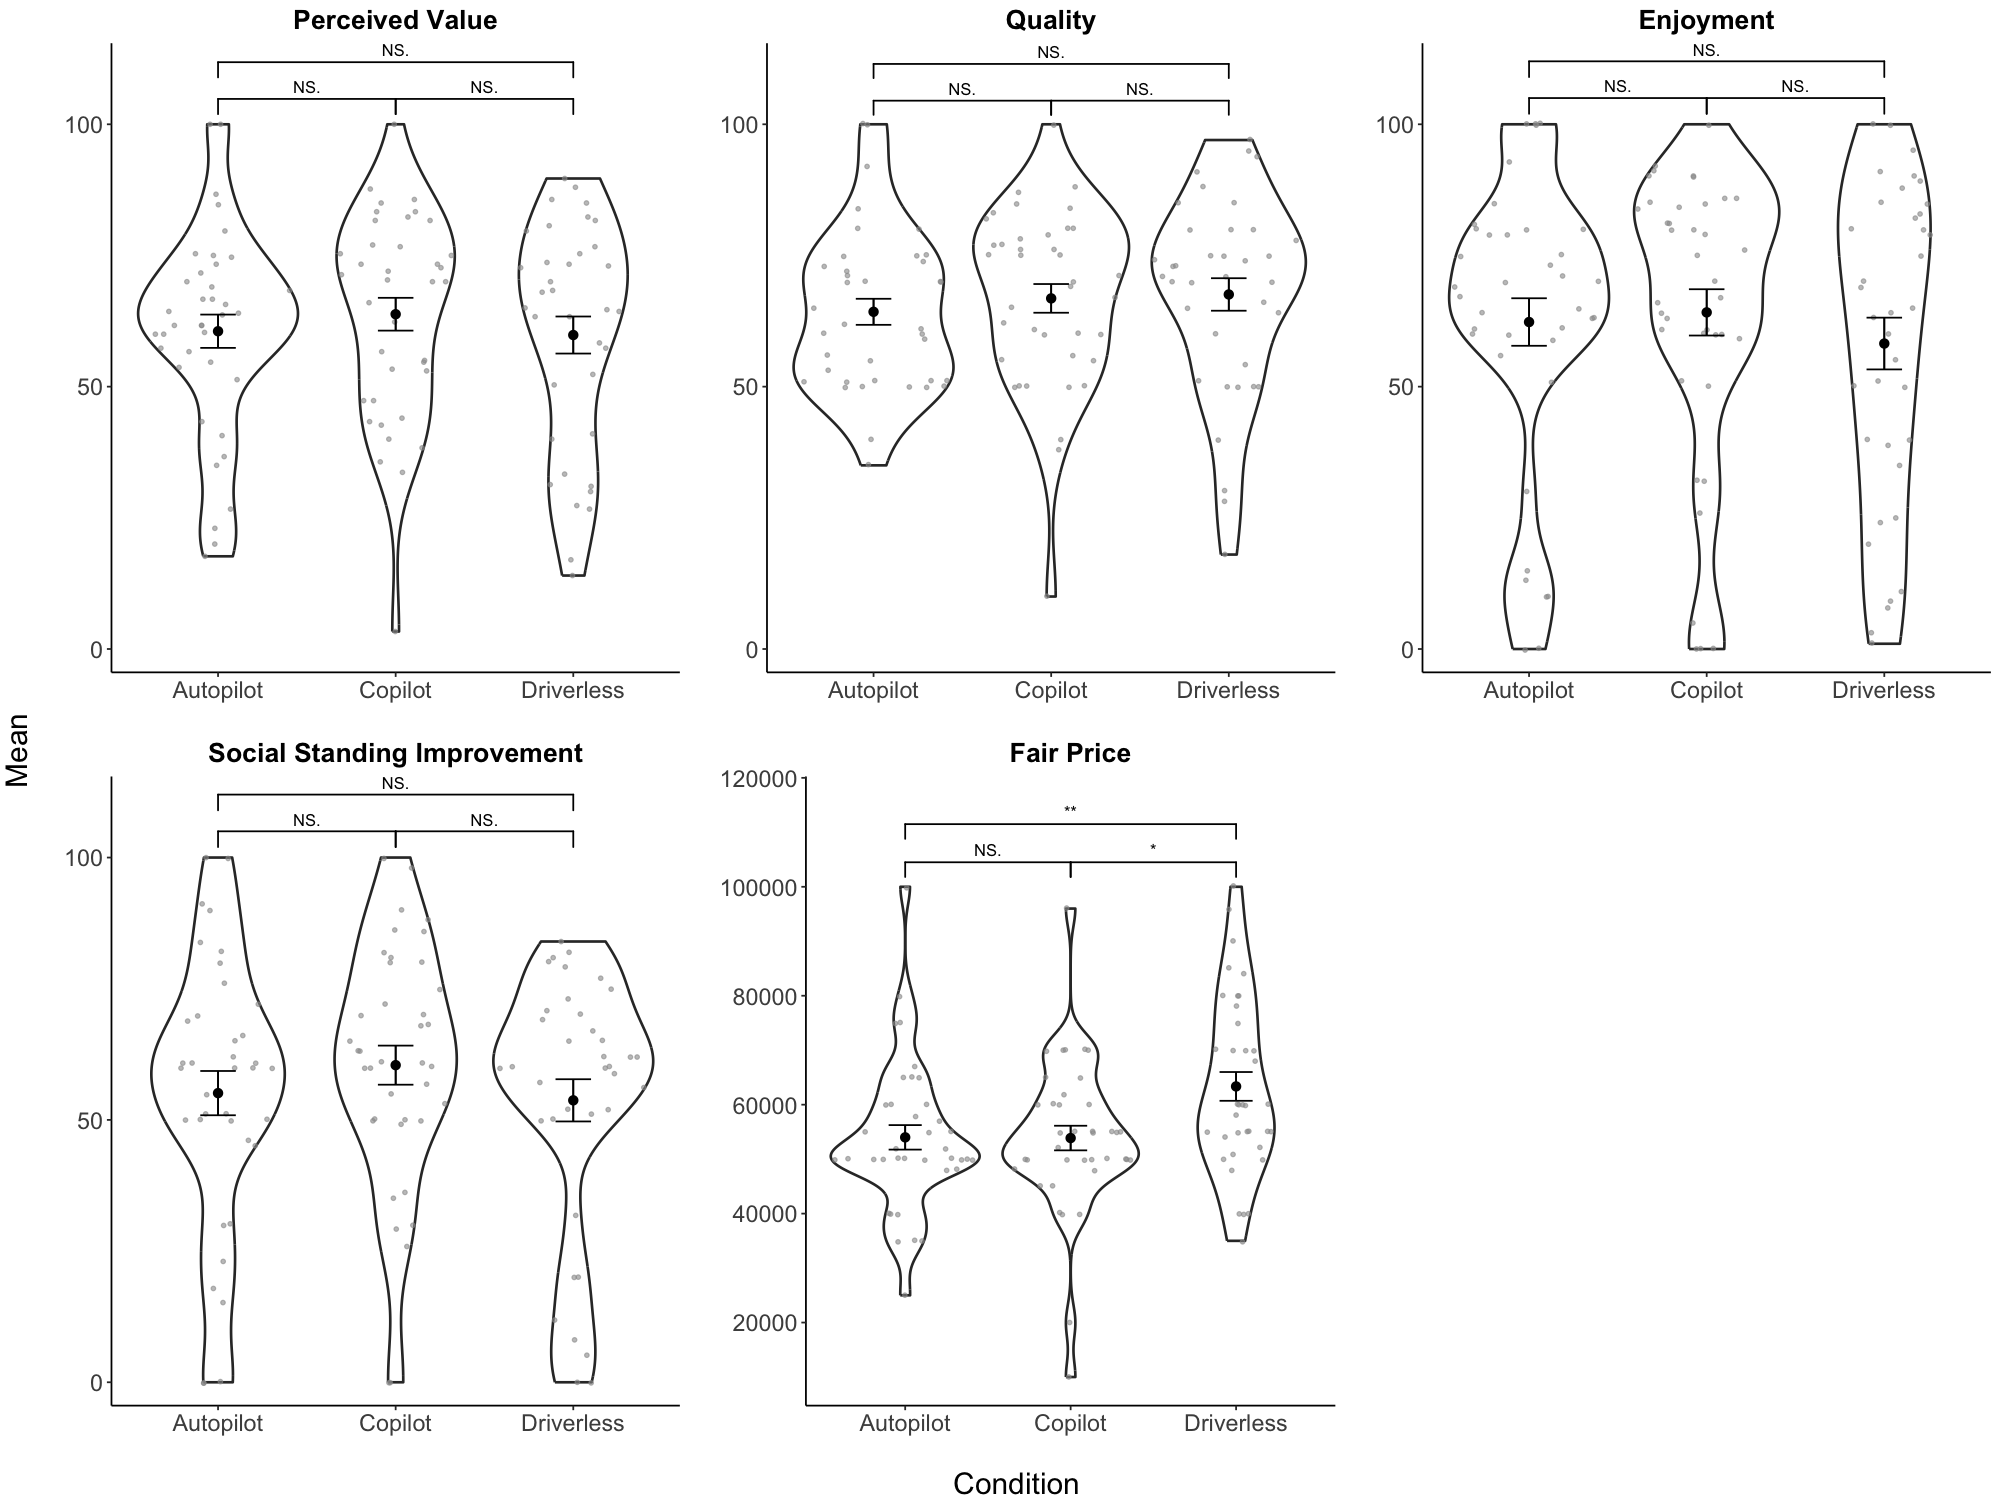 Perceived Value
NS.
NS. NS.
100
50
0
Autopilot Copilot Driverless
Quality
NS.
NS. NS.
100
50
0
Autopilot Copilot Driverless
Enjoyment
NS.
NS. NS.
100
50
0
Autopilot Copilot Driverless
Mean
Social Standing Improvement
NS.
NS. NS.
100
50
0
Autopilot Copilot Driverless
Fair Price
120000
**
NS. *
100000
80000
60000
40000
20000
Autopilot Copilot Driverless
Condition